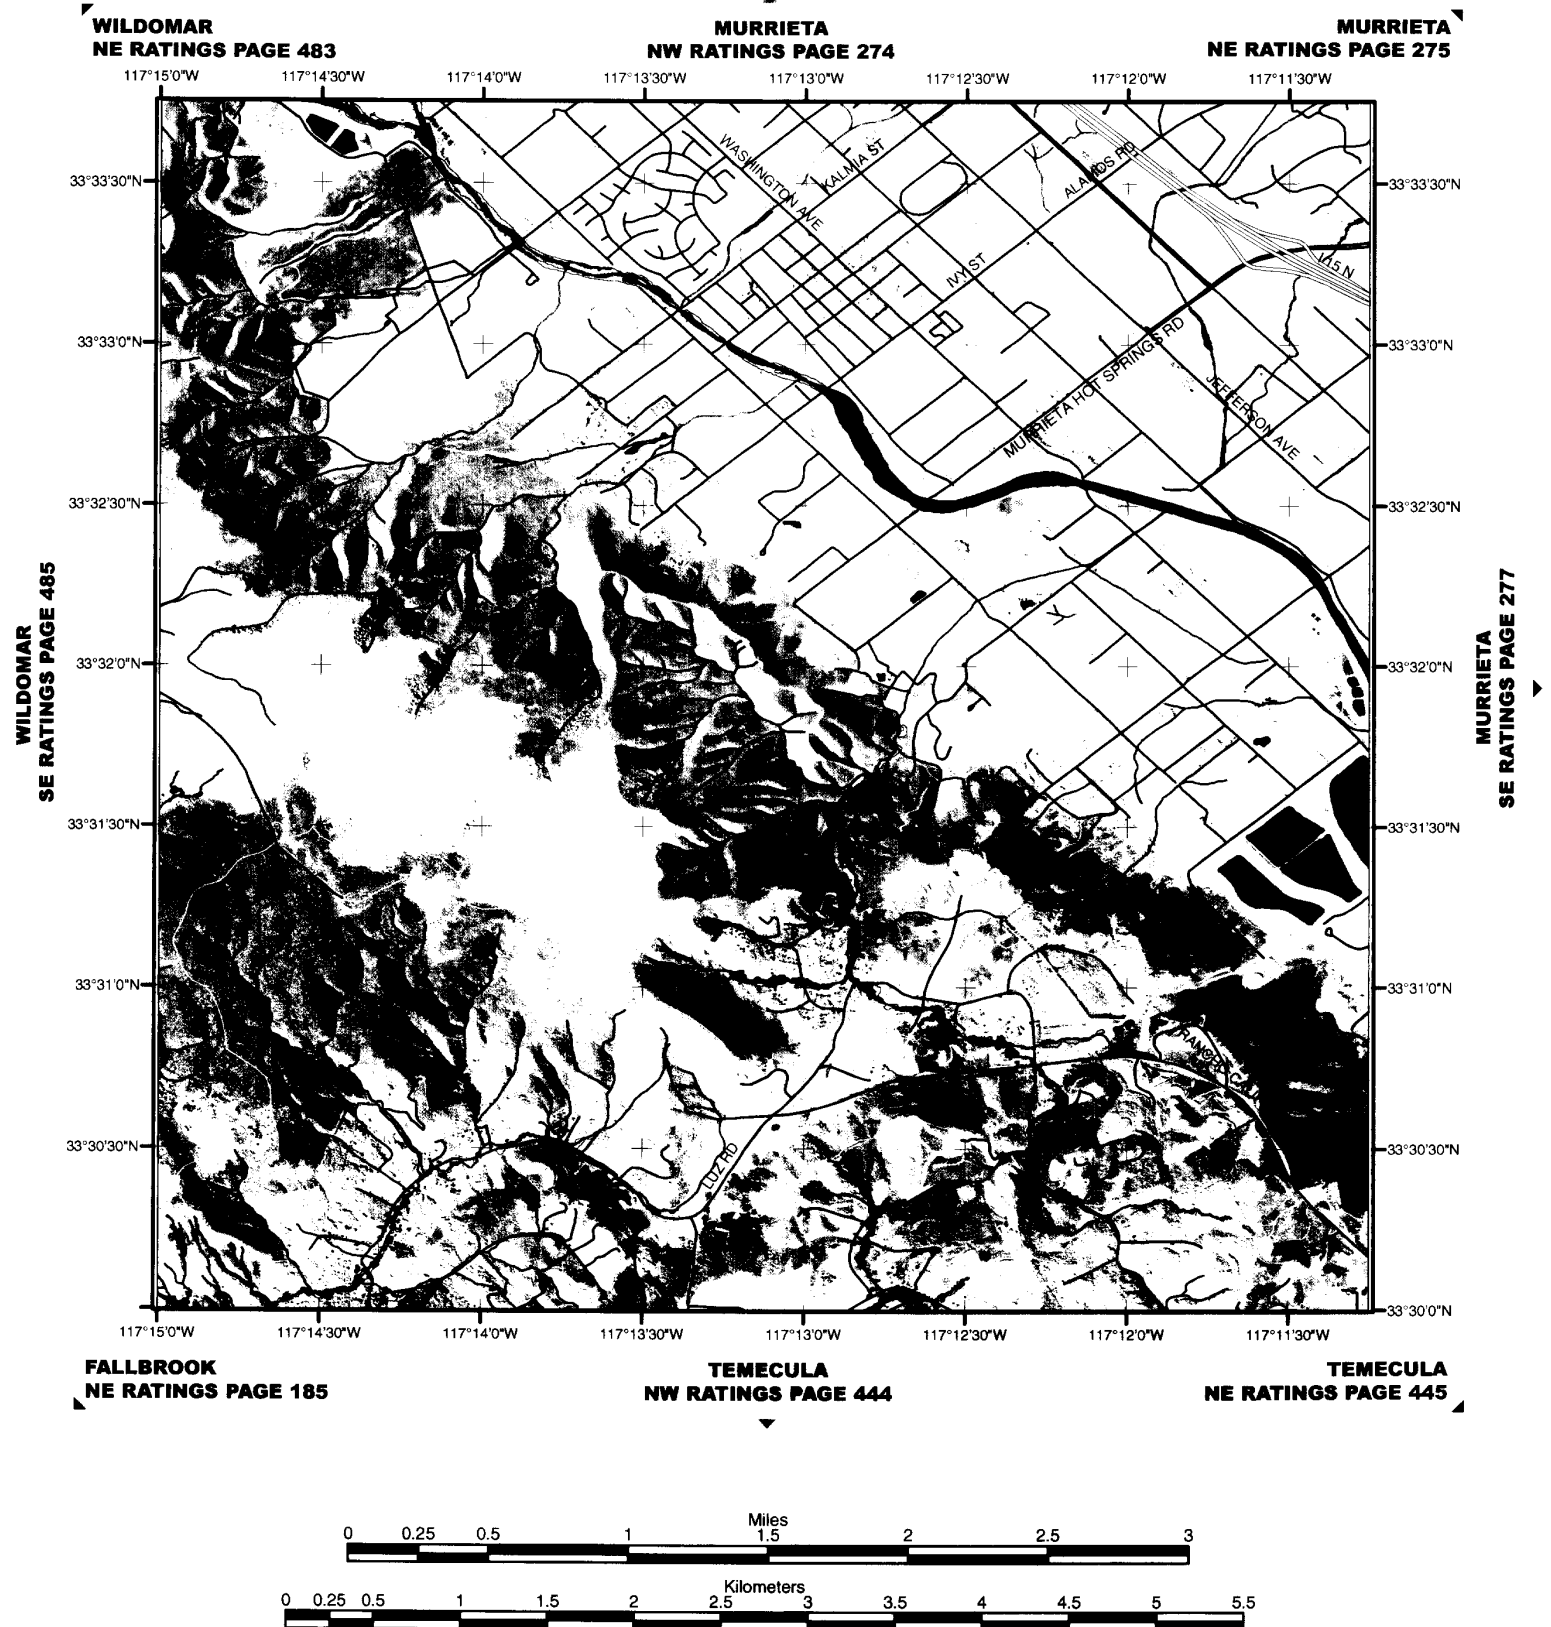 WILDOMAR
NE RATINGS PAGE 483
MURRIETA
NW RATINGS PAGE 274
MURRIETA
NE RATINGS PAGE 275
117°15'0"W 117°14'30"W 117°14'0"W 117°13'30"W 117°13'0"W 117°12'30"W 117°12'0"W 117°11'30"W
WASHINGTON AVE
KALMIA ST
ALAMOS RD
33°33'30"N
33°33'30"N
IVY ST
I 15 N
33°33'0"N
33°33'0"N
MURRIETA HOT SPRINGS RD
JEFFERSON AVE
33°32'30"N
33°32'30"N
WILDOMAR
SE RATINGS PAGE 485
MURRIETA
SE RATINGS PAGE 277
33°32'0"N
33°32'0"N
33°31'30"N
33°31'30"N
33°31'0"N
33°31'0"N
33°30'30"N
33°30'30"N
LUZ RD
33°30'0"N
117°15'0"W 117°14'30"W 117°14'0"W 117°13'30"W 117°13'0"W 117°12'30"W 117°12'0"W 117°11'30"W
FALLBROOK
NE RATINGS PAGE 185
TEMECULA
NW RATINGS PAGE 444
TEMECULA
NE RATINGS PAGE 445
Miles
0 0.25 0.5 1 1.5 2 2.5 3
Kilometers
0 0.25 0.5 1 1.5 2 2.5 3 3.5 4 4.5 5 5.5